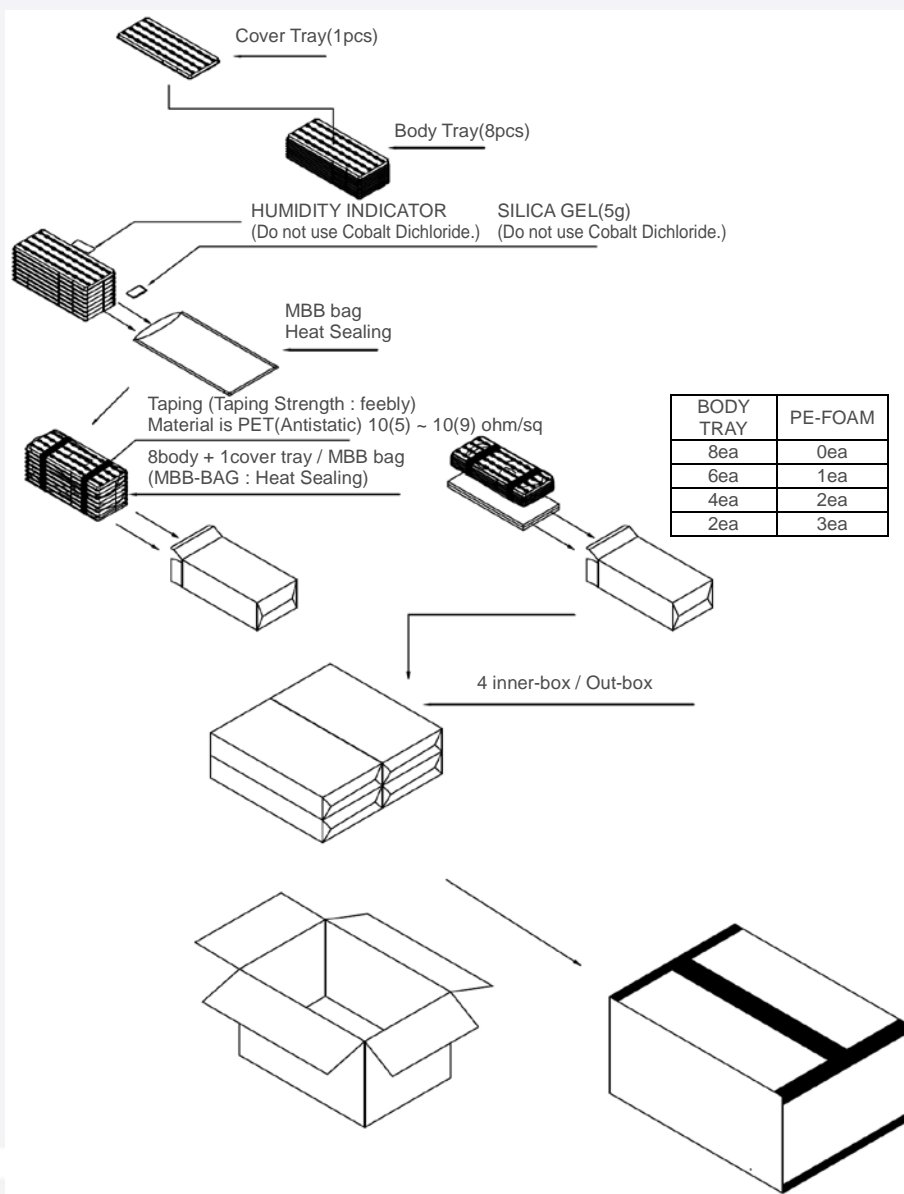 Cover Tray(1pcs)
Body Tray(8pcs)
HUMIDITY INDICATOR
(Do not use Cobalt Dichloride.)
SILICA GEL(5g)
(Do not use Cobalt Dichloride.)
MBB bag
Heat Sealing
Taping (Taping Strength : feebly)
Material is PET(Antistatic) 10(5) ~ 10(9) ohm/sq
8body + 1cover tray / MBB bag
(MBB-BAG : Heat Sealing)
BODY TRAY PE-FOAM
8ea 0ea
6ea 1ea
4ea 2ea
2ea 3ea
4 inner-box / Out-box